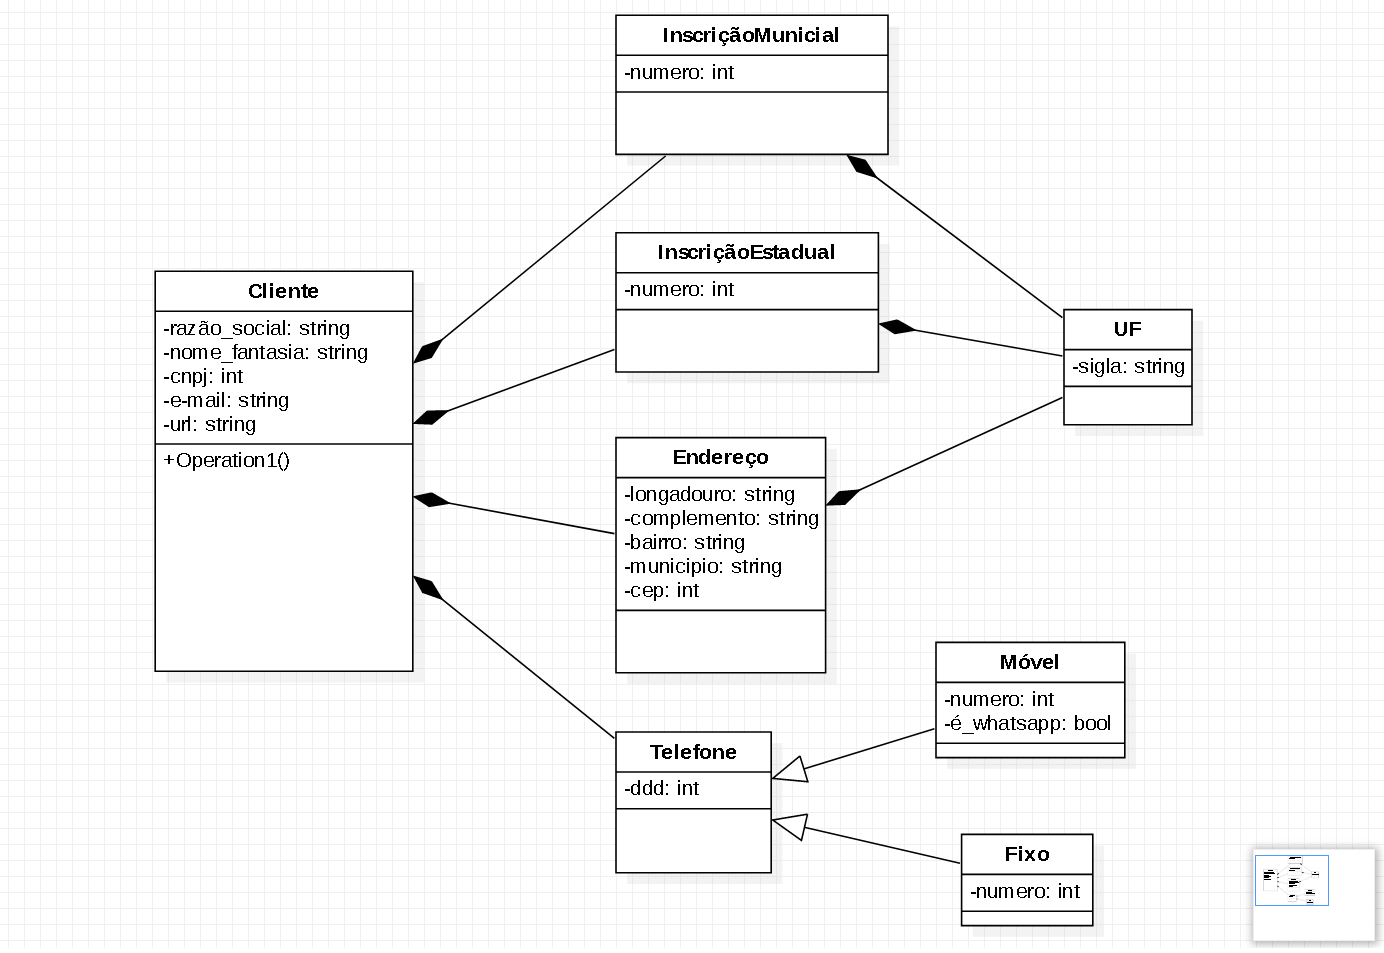 InscriçãoMunicial
-numero: int
InscriçãoEstadual
-numero: int
Cliente
-razão_social: string
-nome_fantasia: string
-cnpj: int
-e-mail: string
-url: string
+Operation1()
UF
-sigla: string
Endereço
-longadouro: string
-complemento: string
-bairro: string
-municipio: string
-cep: int
Móvel
-numero: int
-é_whatsapp: bool
Telefone
-ddd: int
Fixo
-numero: int